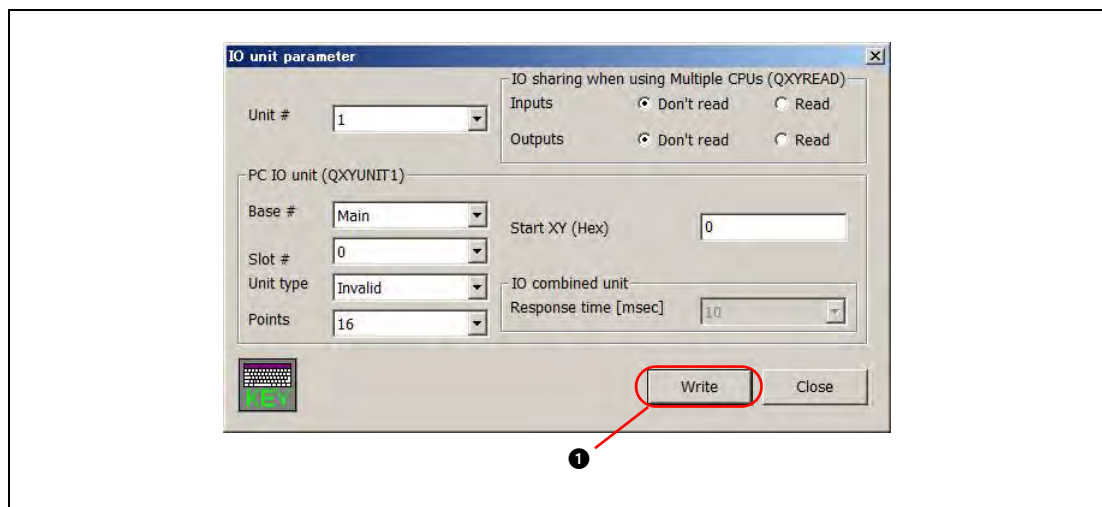 IO unit parameter
IO sharing when using Multiple CPUs (QXYREAD)
Unit # 1
Inputs Don't read Read
Outputs Don't read Read
PC IO unit (QXYUNIT1)
Base # Main
Start XY (Hex) 0
Slot # 0
Unit type Invalid
IO combined unit
Points 16
Response time [msec] 10
KEY
Write Close
❶